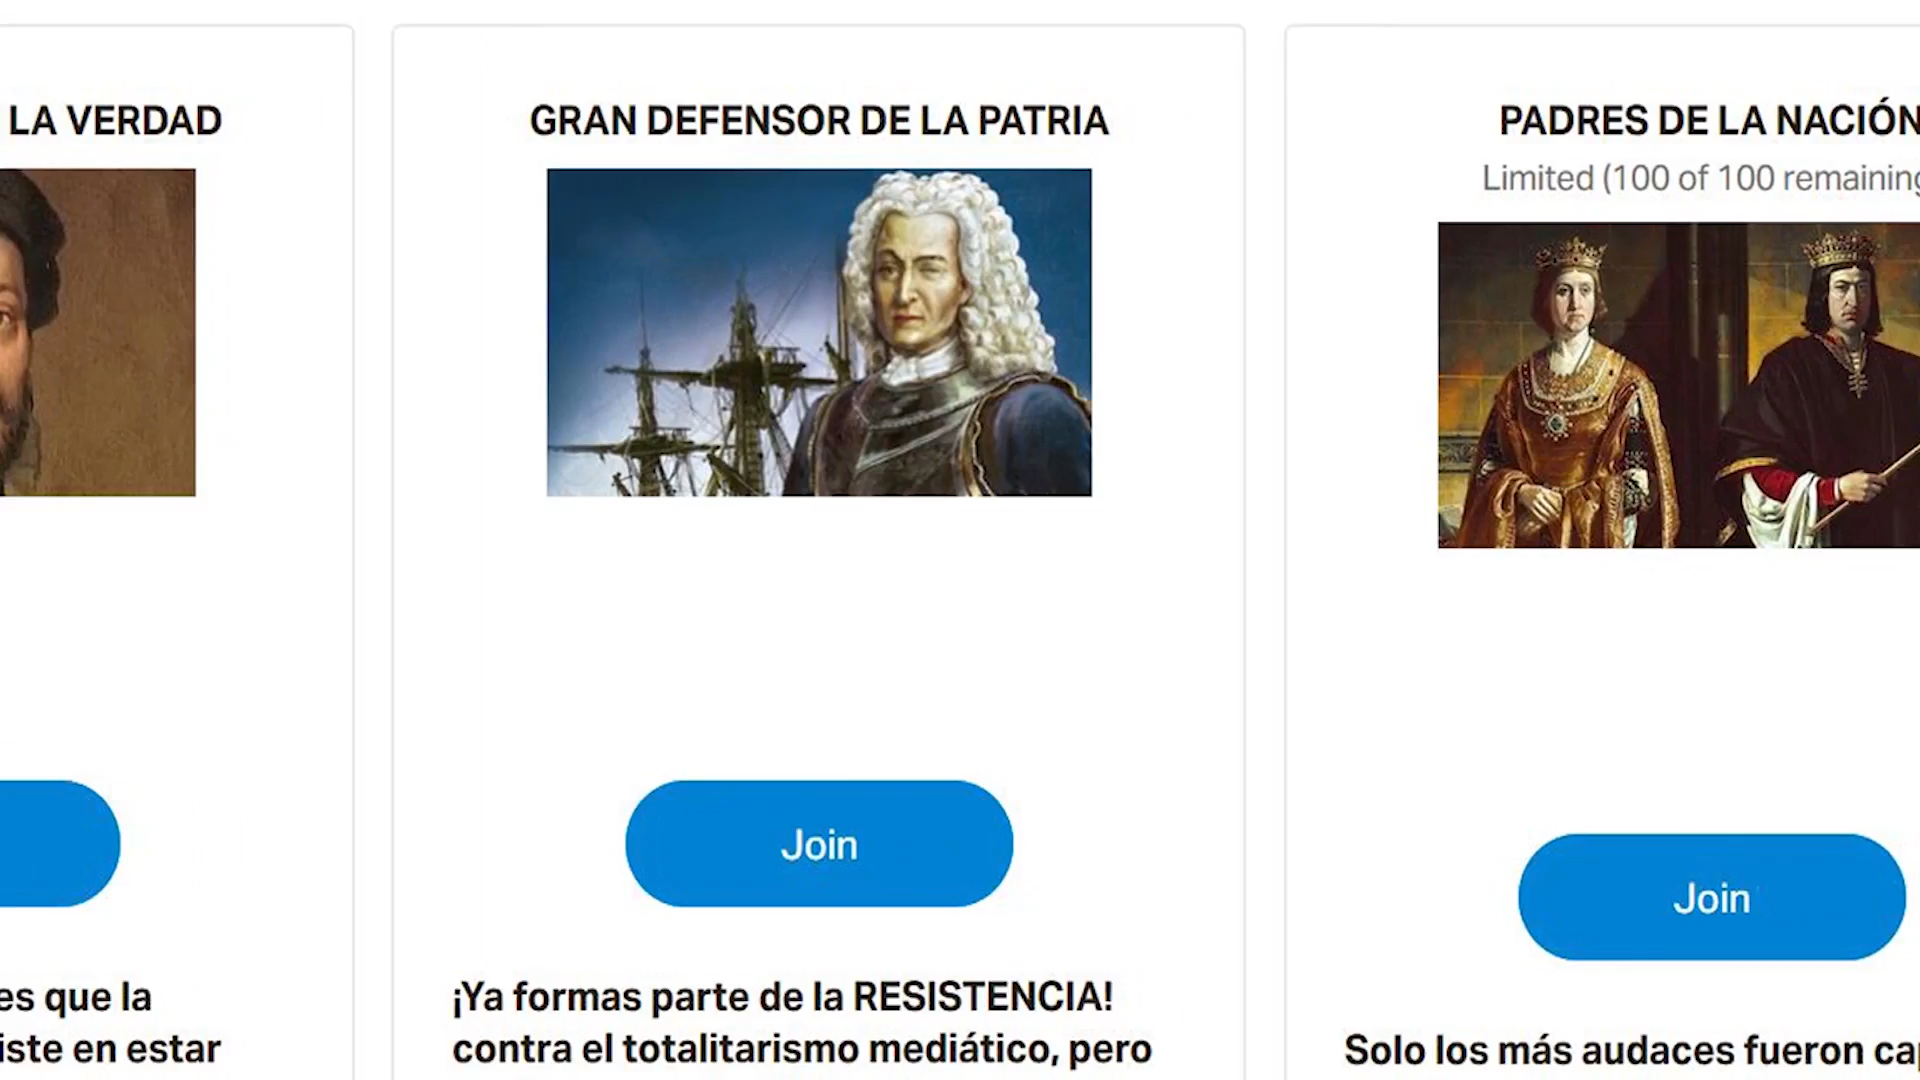 LA VERDAD
es que la
iste en estar
GRAN DEFENSOR DE LA PATRIA
Join
¡Ya formas parte de la RESISTENCIA!
contra el totalitarismo mediático, pero
PADRES DE LA NACIÓN
Limited (100 of 100 remaining
Join
Solo los más audaces fueron cap